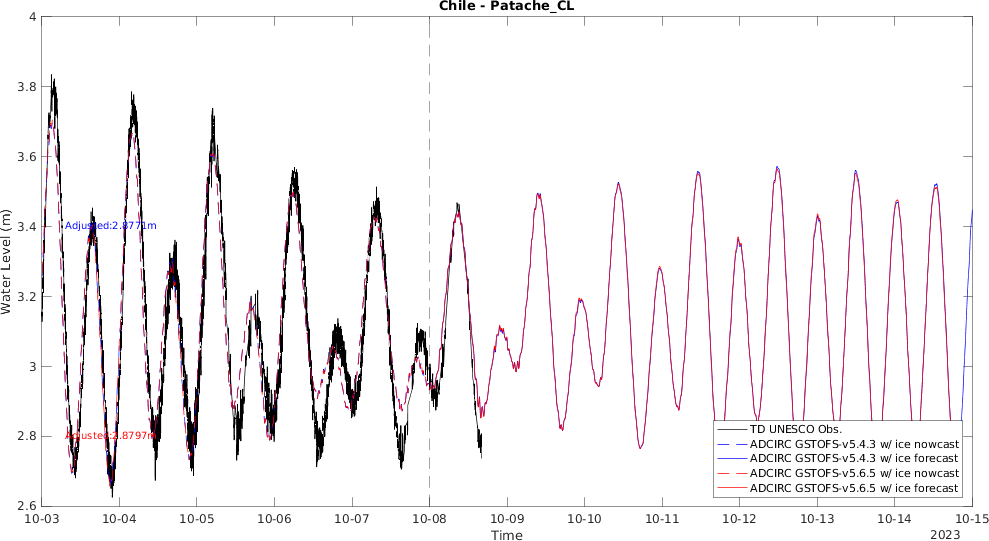 Chile - Patache_CL
4
3.8
3.6
3.4
3.2
3
2.8
2.6
Water Level (m)
Adjusted:2.8771m
Adjusted:2.8797m
TD UNESCO Obs.
ADCIRC GSTOFS-v5.4.3 w/ ice nowcast
ADCIRC GSTOFS-v5.4.3 w/ ice forecast
ADCIRC GSTOFS-v5.6.5 w/ ice nowcast
ADCIRC GSTOFS-v5.6.5 w/ ice forecast
10-03 10-04 10-05 10-06 10-07 10-08 10-09 10-10 10-11 10-12 10-13 10-14 10-15
Time
2023